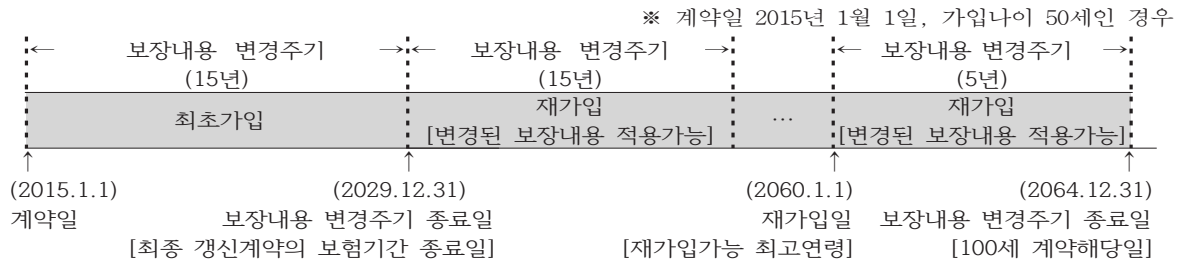 ※ 계약일 2015년 1월 1일, 가입나이 50세인 경우
← 보장내용 변경주기 → ← 보장내용 변경주기 → ← 보장내용 변경주기 →
(15년) (15년) (5년)
최초가입 재가입 … 재가입
[변경된 보장내용 적용가능] [변경된 보장내용 적용가능]
↑ ↑ ↑ ↑
(2015.1.1) (2029.12.31) (2060.1.1) (2064.12.31)
계약일 보장내용 변경주기 종료일 재가입일 보장내용 변경주기 종료일
[최종 갱신계약의 보험기간 종료일] [재가입가능 최고연령] [100세 계약해당일]